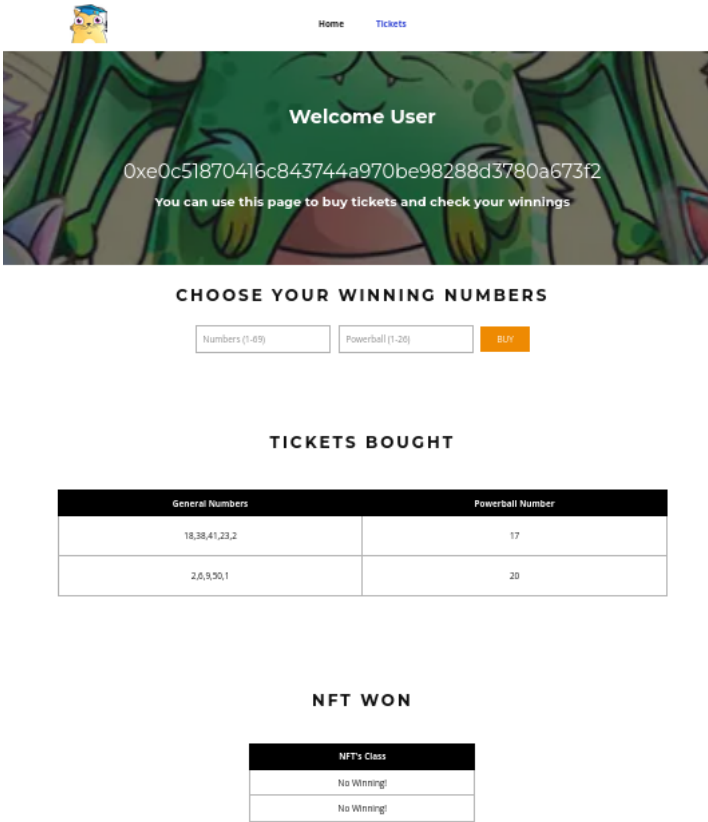 Home Tickets
Welcome User
0xe0c51870416c843744a970be98288d3780a673f2
You can use this page to buy tickets and check your winnings
CHOOSE YOUR WINNING NUMBERS
Numbers (1-69) Powerball (1-26) BUY
TICKETS BOUGHT
General Numbers Powerball Number
18,38,41,23,2 17
2,6,9,50,1 20
NFT WON
NFT's Class
No Winning!
No Winning!